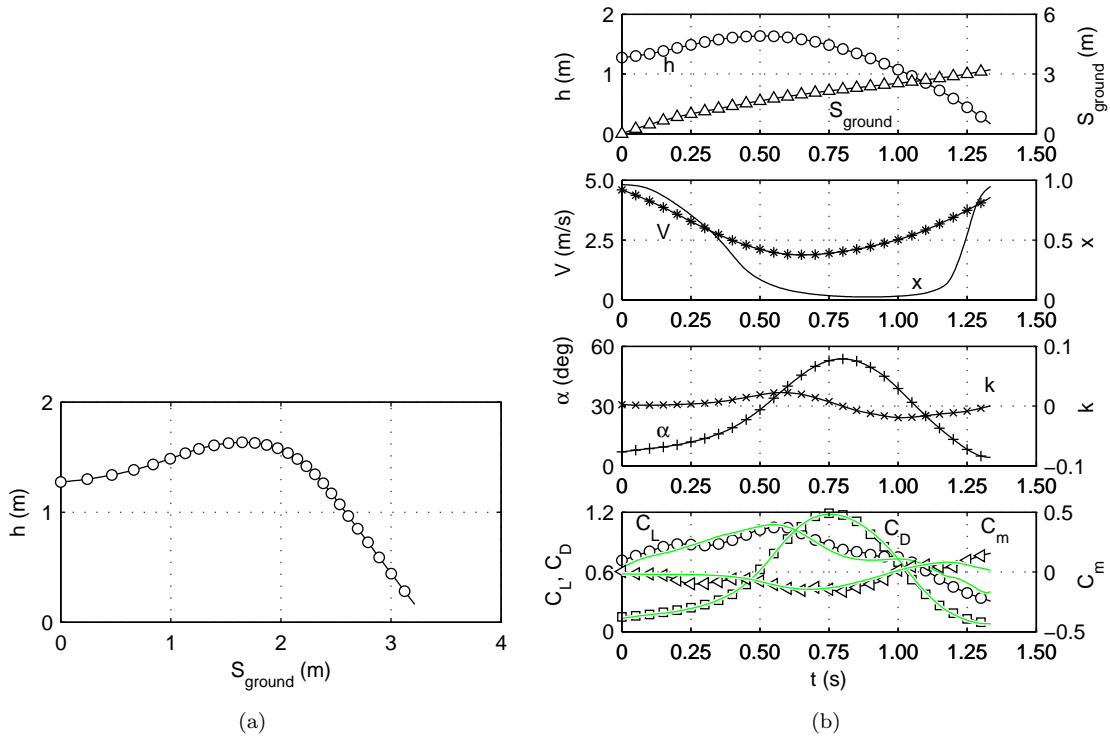 2
1
0
h (m)
0 1 2 3 4
S_ground (m)
(a)
2
1
0
h (m)
h
S_ground
6
3
0
S_ground (m)
0 0.25 0.50 0.75 1.00 1.25 1.50
5.0
2.5
0
V (m/s)
V
x
1.0
0.5
0
x
0 0.25 0.50 0.75 1.00 1.25 1.50
60
30
0
α (deg)
α
k
0.1
0
−0.1
k
0 0.25 0.50 0.75 1.00 1.25 1.50
1.2
0.6
0
C_L, C_D
C_L
C_D
C_m
0.5
0
−0.5
C_m
0 0.25 0.50 0.75 1.00 1.25 1.50
t (s)
(b)